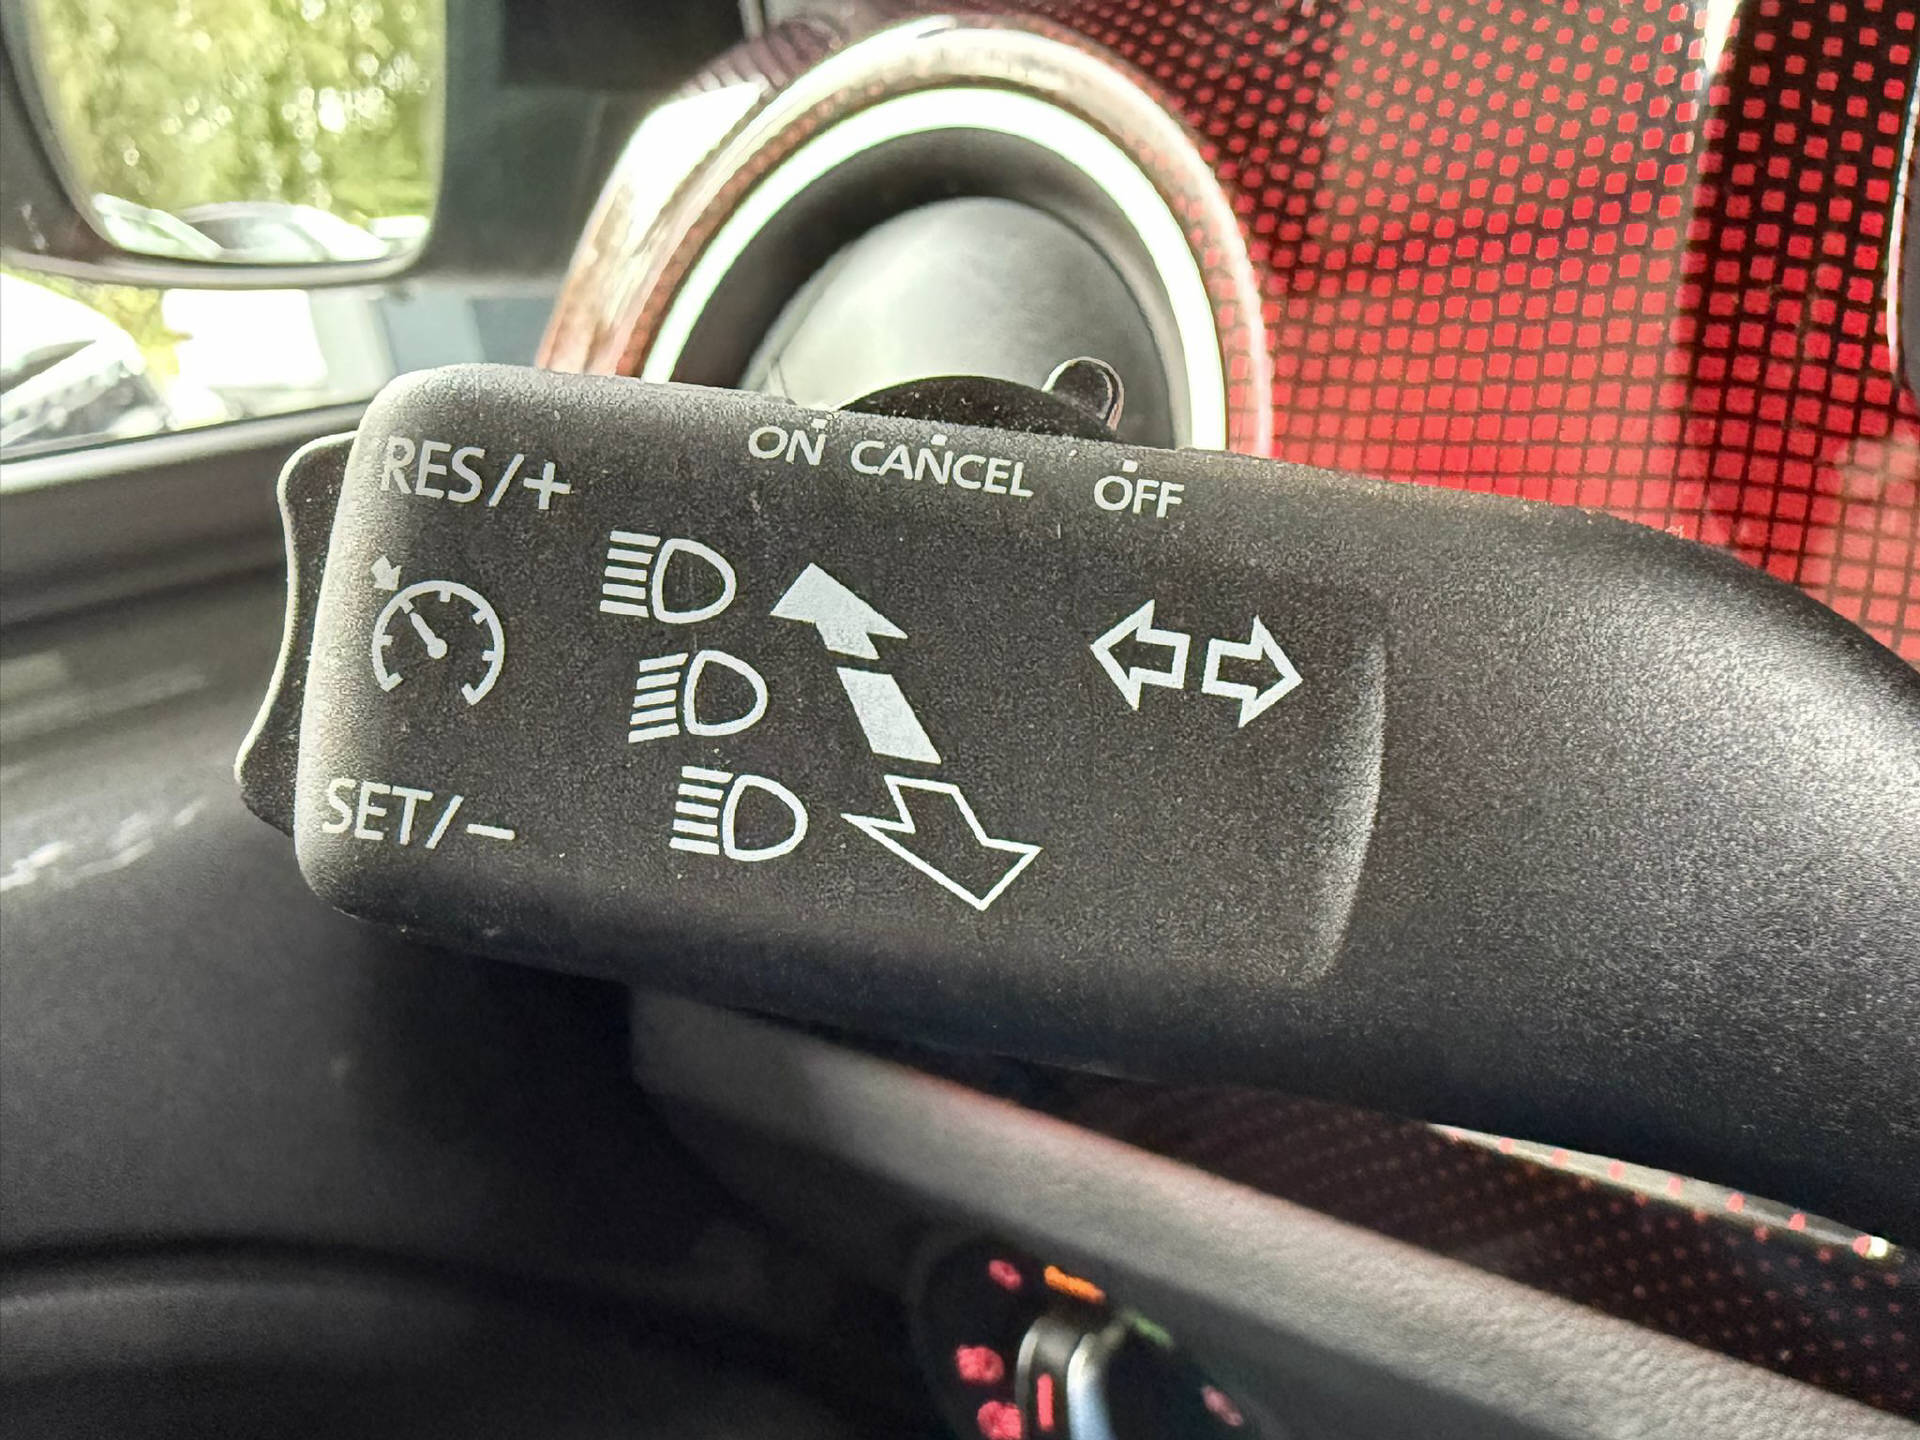 ON CANCEL OFF
RES/+
SET/-